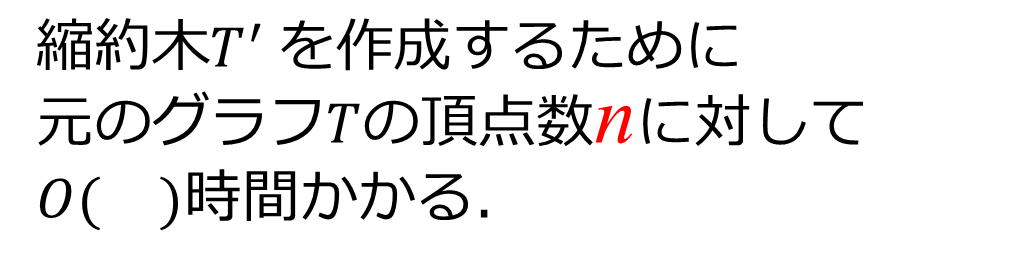 縮約木T′ を作成するために
元のグラフTの頂点数nに対して
O(　)時間かかる.